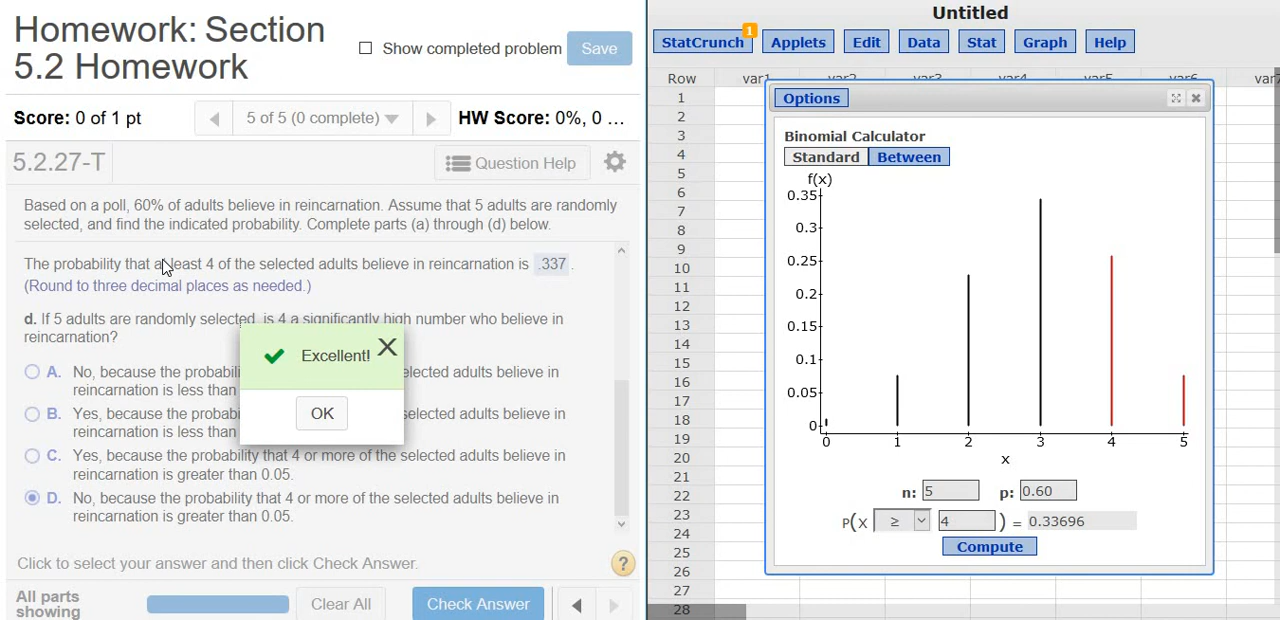 Homework: Section
5.2 Homework
Show completed problem
Save
Score: 0 of 1 pt
5 of 5 (0 complete)
HW Score: 0%, 0 ...
5.2.27-T
Question Help
Based on a poll, 60% of adults believe in reincarnation. Assume that 5 adults are randomly
selected, and find the indicated probability. Complete parts (a) through (d) below.
The probability that at least 4 of the selected adults believe in reincarnation is .337.
(Round to three decimal places as needed.)
d. If 5 adults are randomly selected, is 4 a significantly high number who believe in
reincarnation?
A. No, because the probabili elected adults believe in
reincarnation is less than
B. Yes, because the probabi selected adults believe in
reincarnation is less than
C. Yes, because the probability that 4 or more of the selected adults believe in
reincarnation is greater than 0.05.
D. No, because the probability that 4 or more of the selected adults believe in
reincarnation is greater than 0.05.
Excellent!
OK
Click to select your answer and then click Check Answer.
?
All parts
showing
Clear All
Check Answer
Untitled
StatCrunch
1
Applets
Edit
Data
Stat
Graph
Help
Row var1 var2 var3 var4 var5 var6 var7
1
2
3
4
5
6
7
8
9
10
11
12
13
14
15
16
17
18
19
20
21
22
23
24
25
26
27
28
Options
Binomial Calculator
Standard Between
f(x)
0.35
0.3
0.25
0.2
0.15
0.1
0.05
0
0 1 2 3 4 5
x
n: 5 p: 0.60
P(X ≥ 4 ) = 0.33696
Compute